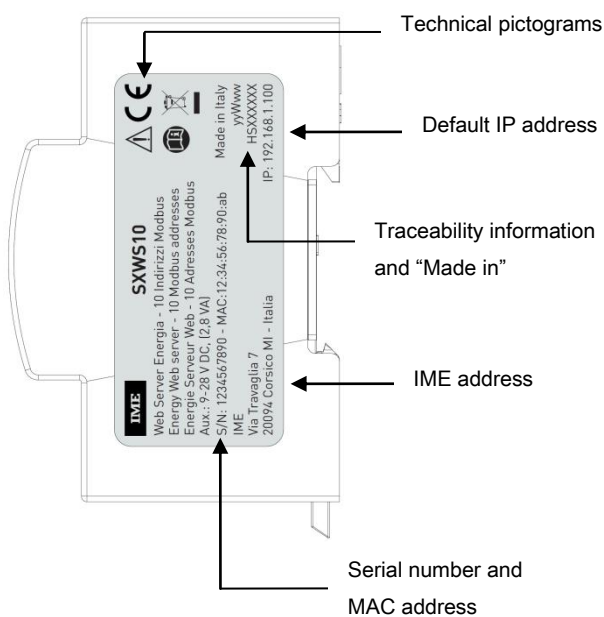 Technical pictograms
Default IP address
Traceability information
and “Made in”
IME address
Serial number and
MAC address
CE
IME
SXWS10
Web Server Energia - 10 Indirizzi Modbus
Energy Web server - 10 Modbus addresses
Energie Serveur Web - 10 Adresses Modbus
Aux.: 9-28 V DC, (2,8 VA)
S/N: 1234567890 - MAC:12:34:56:78:90:ab
IME
Via Travaglia 7
20094 Corsico MI - Italia
Made in Italy
yyWww
HSXXXXXX
IP: 192.168.1.100